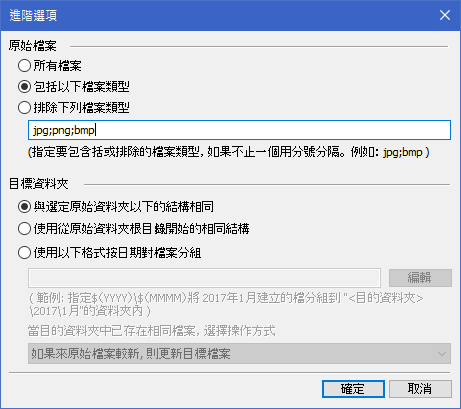 進階選項
原始檔案
所有檔案
包括以下檔案類型
排除下列檔案類型
jpg;png;bmp
(指定要包含括或排除的檔案類型, 如果不止一個用分號分隔。例如: jpg;bmp )
目標資料夾
與選定原始資料夾以下的結構相同
使用從原始資料夾根目錄開始的相同結構
使用以下格式按日期對檔案分組
編輯
( 範例: 指定$(YYYY)\$(MMMM)將 2017年1月建立的檔分組到 "<目的資料夾>
\2017\1月"的資料夾內 )
當目的資料夾中已存在相同檔案, 選擇操作方式
如果來原始檔案較新, 則更新目標檔案
確定
取消